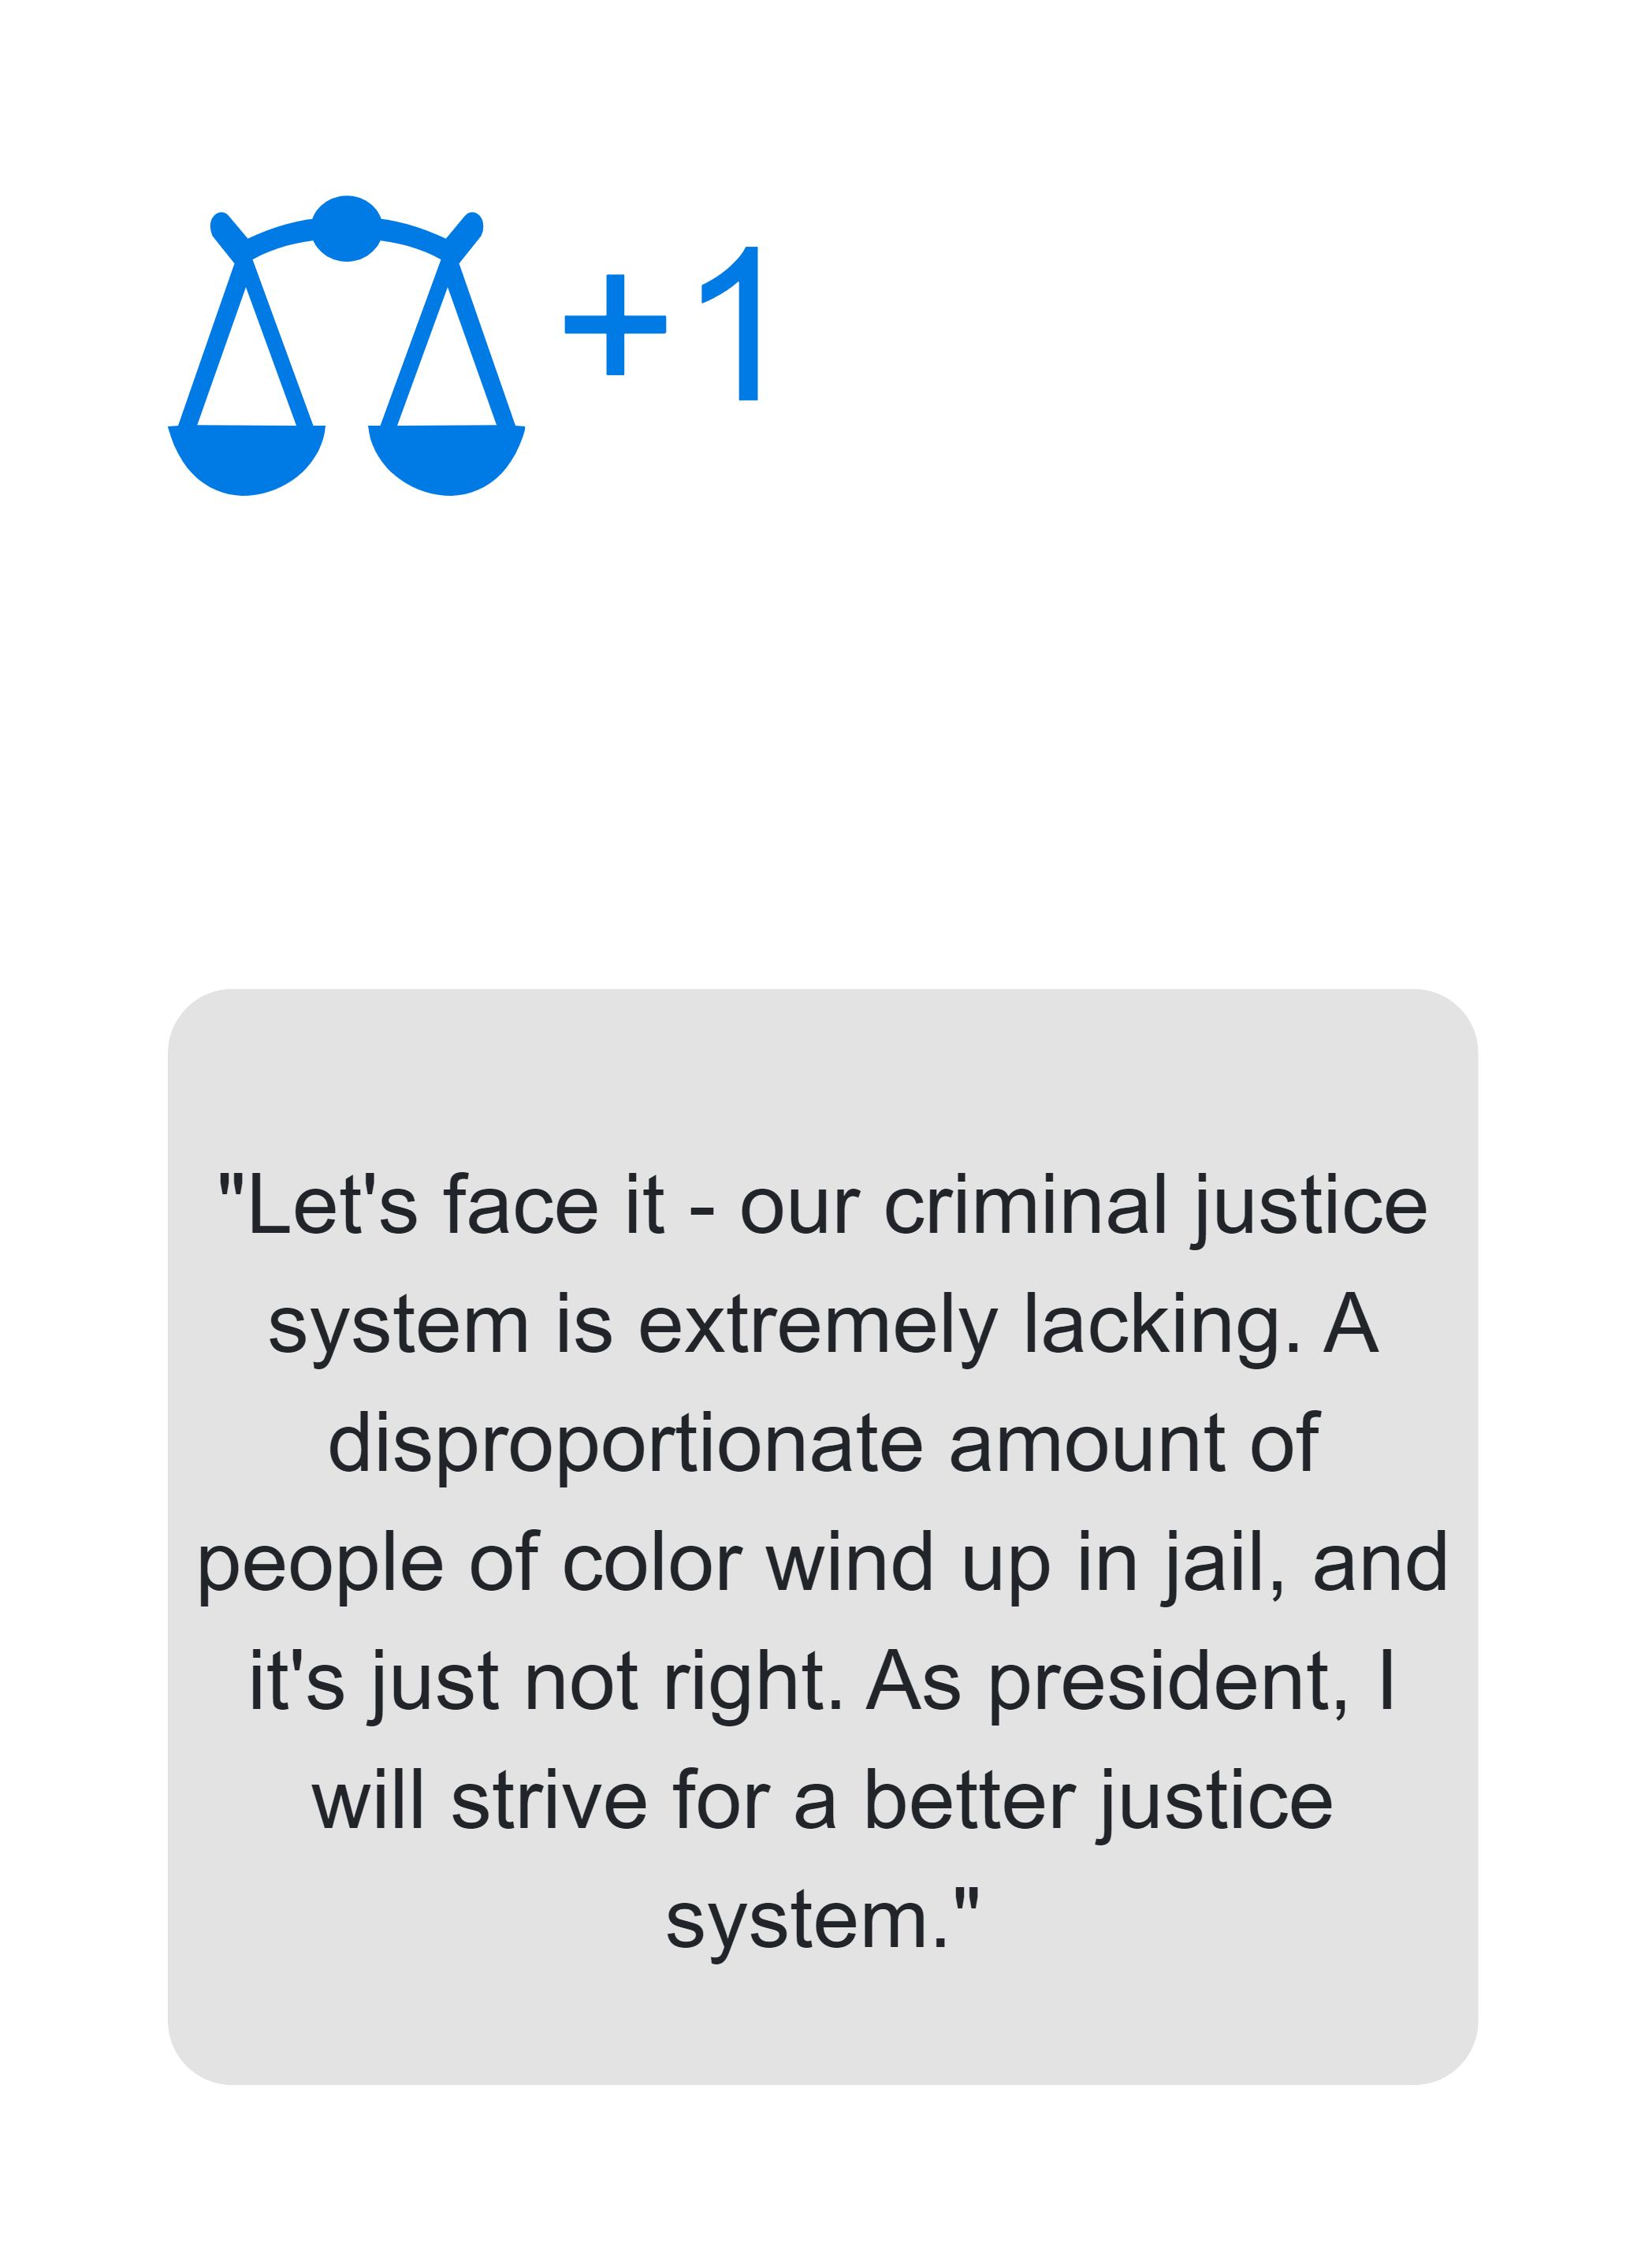 +1
"Let's face it - our criminal justice
system is extremely lacking. A
disproportionate amount of
people of color wind up in jail, and
it's just not right. As president, I
will strive for a better justice
system."